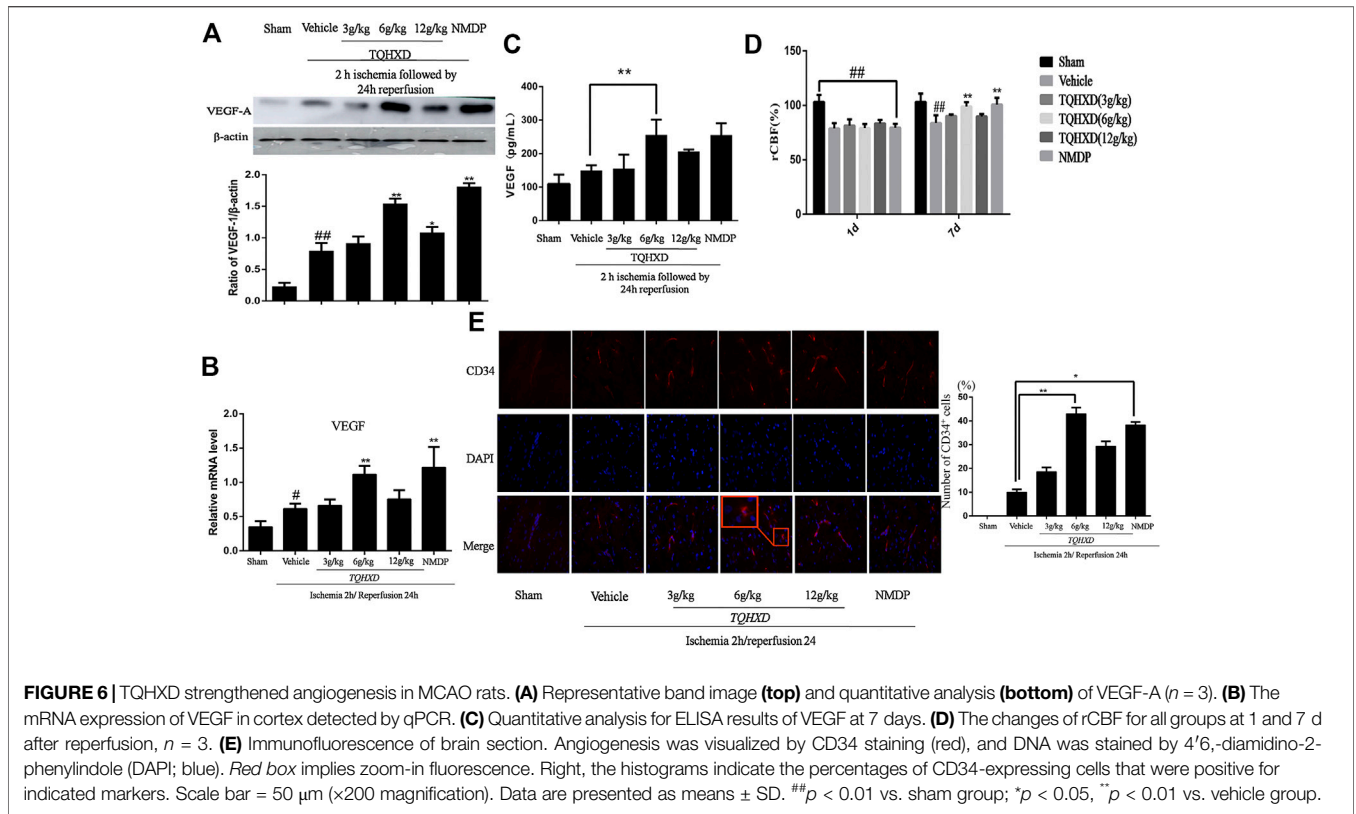 A
Sham Vehicle 3g/kg 6g/kg 12g/kg NMDP
TQHXD
2 h ischemia followed by
24h reperfusion
VEGF-A
β-actin
Ratio of VEGF-1/β-actin
2.0
1.5
1.0
0.5
0.0
##
**
*
**
B
VEGF
Relative mRNA level
2.0
1.5
1.0
0.5
0.0
#
**
**
Sham Vehicle 3g/kg 6g/kg 12g/kg NMDP
TQHXD
Ischemia 2h/ Reperfusion 24h
C
VEGF (pg/mL)
400
300
200
100
0
**
Sham Vehicle 3g/kg 6g/kg 12g/kg NMDP
TQHXD
2 h ischemia followed by
24h reperfusion
D
rCBF(%)
150
100
50
0
##
##
**
**
1d 7d
Sham
Vehicle
TQHXD(3g/kg)
TQHXD(6g/kg)
TQHXD(12g/kg)
NMDP
E
CD34
DAPI
Merge
Sham Vehicle 3g/kg 6g/kg 12g/kg NMDP
TQHXD
Ischemia 2h/reperfusion 24
(%)
Number of CD34+ cells
50
40
30
20
10
0
**
*
Sham Vehicle 3g/kg 6g/kg 12g/kg NMDP
TQHXD
Ischemia 2h/ Reperfusion 24h
FIGURE 6 | TQHXD strengthened angiogenesis in MCAO rats. (A) Representative band image (top) and quantitative analysis (bottom) of VEGF-A (n = 3). (B) The
mRNA expression of VEGF in cortex detected by qPCR. (C) Quantitative analysis for ELISA results of VEGF at 7 days. (D) The changes of rCBF for all groups at 1 and 7 d
after reperfusion, n = 3. (E) Immunofluorescence of brain section. Angiogenesis was visualized by CD34 staining (red), and DNA was stained by 4′6,-diamidino-2-
phenylindole (DAPI; blue). Red box implies zoom-in fluorescence. Right, the histograms indicate the percentages of CD34-expressing cells that were positive for
indicated markers. Scale bar = 50 μm (×200 magnification). Data are presented as means ± SD. ##p < 0.01 vs. sham group; *p < 0.05, **p < 0.01 vs. vehicle group.